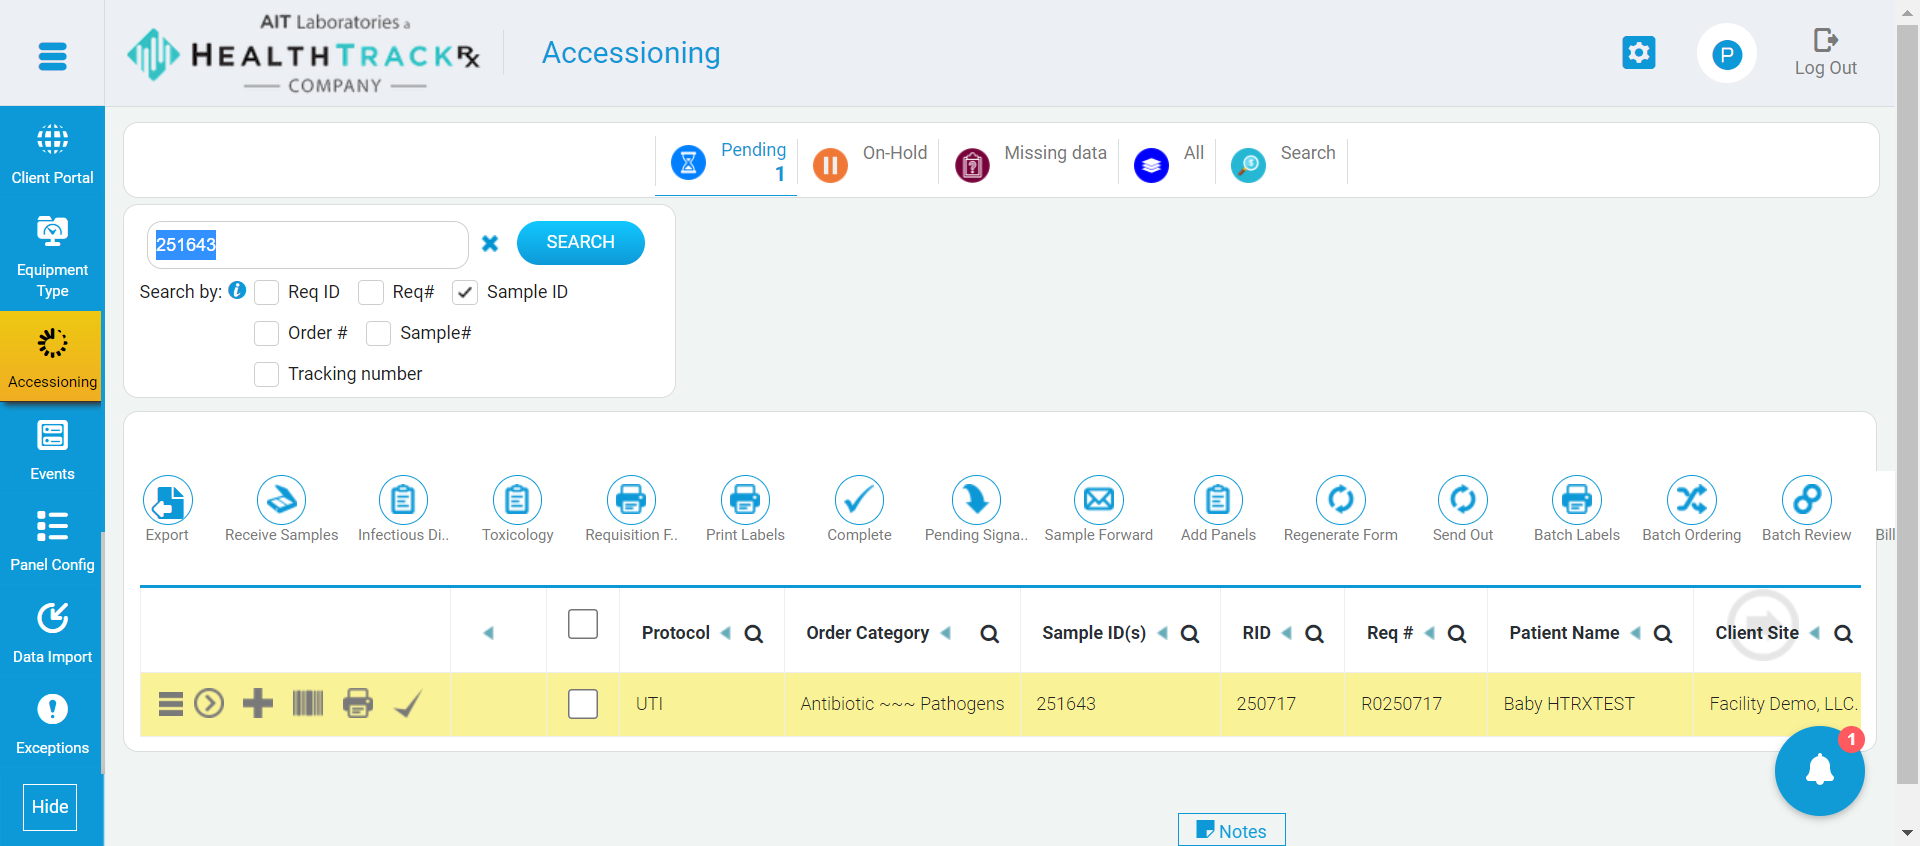 AIT Laboratories a
HEALTHTRACKRx
COMPANY
Accessioning
P
Log Out
Client Portal
Equipment
Type
Accessioning
Events
Panel Config
Data Import
Exceptions
Hide
Pending
1
On-Hold
Missing data
All
Search
251643
SEARCH
Search by: Req ID Req# Sample ID
Order # Sample#
Tracking number
Export Receive Samples Infectious Di.. Toxicology Requisition F.. Print Labels Complete Pending Signa.. Sample Forward Add Panels Regenerate Form Send Out Batch Labels Batch Ordering Batch Review Bill
Protocol Order Category Sample ID(s) RID Req # Patient Name Client Site
UTI Antibiotic ~~~ Pathogens 251643 250717 R0250717 Baby HTRXTEST Facility Demo, LLC.
1
Notes